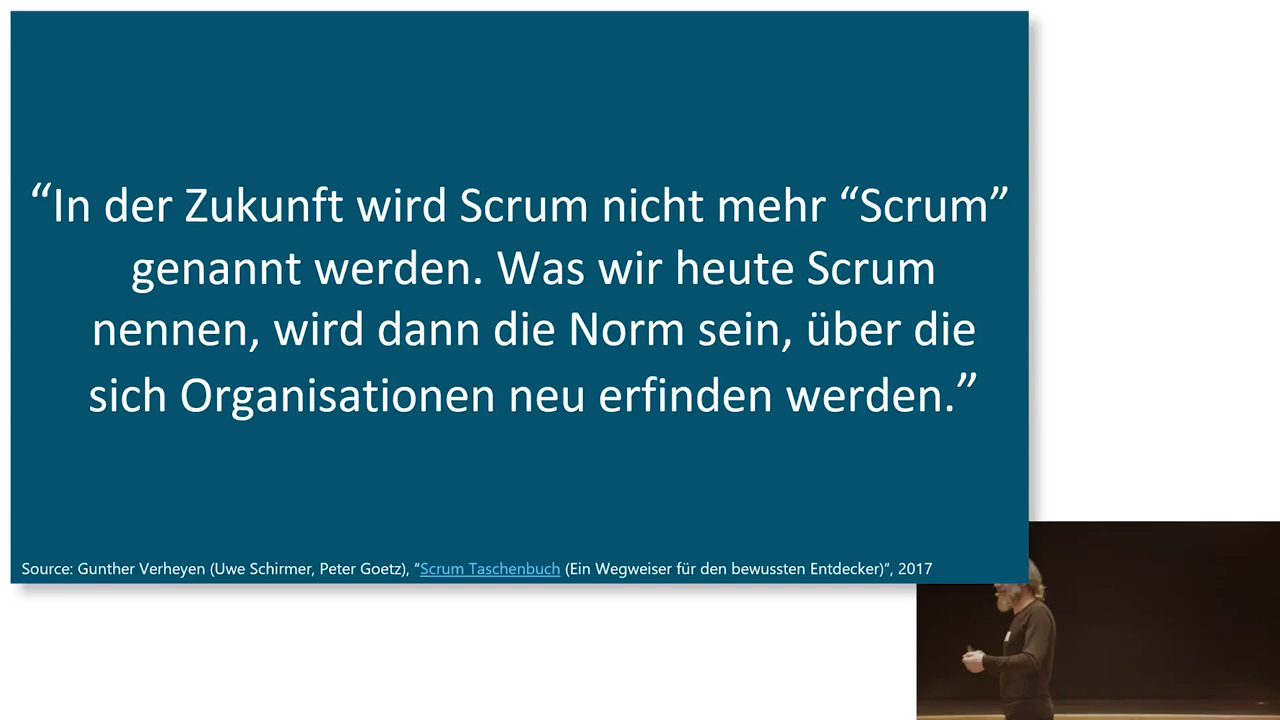 “In der Zukunft wird Scrum nicht mehr “Scrum”
genannt werden. Was wir heute Scrum
nennen, wird dann die Norm sein, über die
sich Organisationen neu erfinden werden.”
Source: Gunther Verheyen (Uwe Schirmer, Peter Goetz), “Scrum Taschenbuch (Ein Wegweiser für den bewussten Entdecker)“, 2017